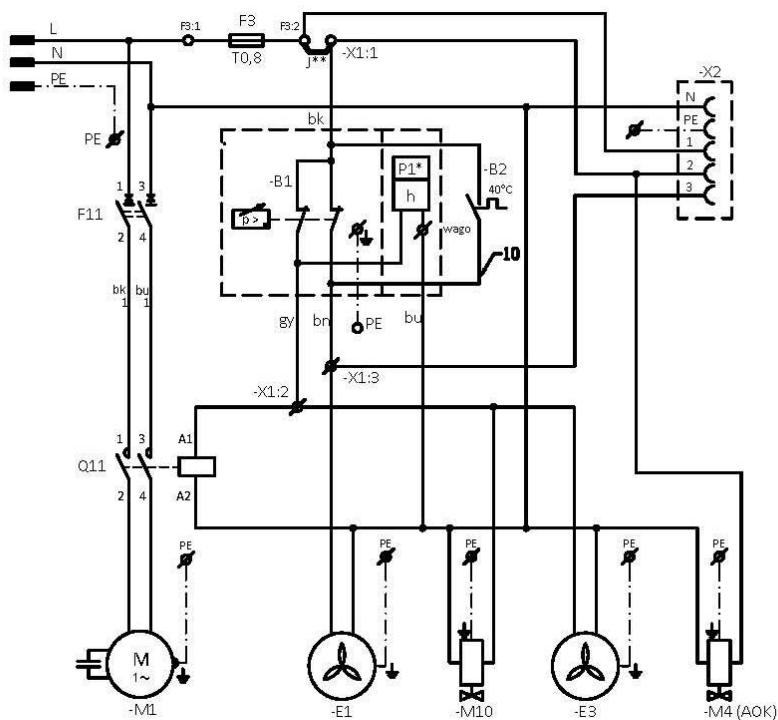 L
F3:1
F3
F3:2
T0,8
J**
-X1:1
N
PE
PE
-X2
N
PE
1
2
3
bk
-B1
P1*
h
-B2
40°C
p >
wago
10
1
3
F11
2
4
bk
1
bu
1
gy
bn
PE
bu
-X1:3
-X1:2
1
3
A1
Q11
2
4
A2
PE
PE
PE
PE
PE
M
1~
-M1
-E1
-M10
-E3
-M4 (AOK)